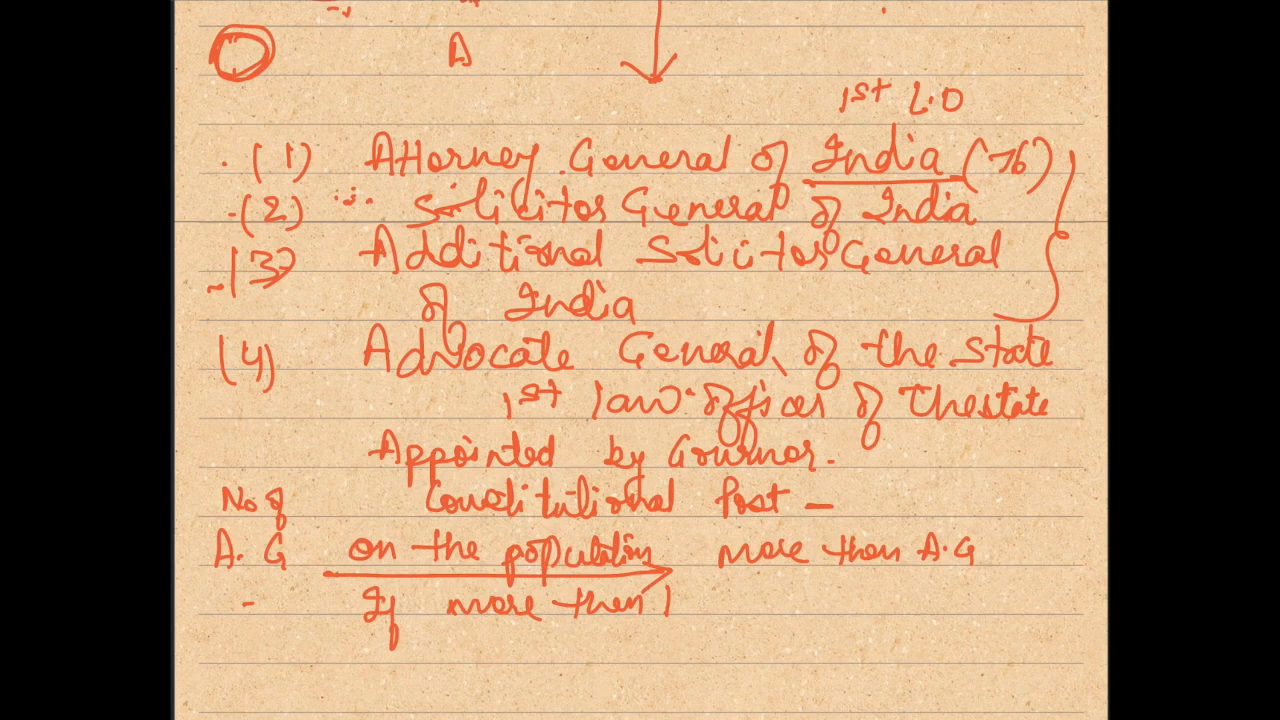 A
1st L.O
(1) Attorney General of India (76)
(2) ∵ Solicitor General of India
(3) Additional Solicitor General
of India
(4) Advocate General of the State
1st law officer of The state
Appointed by Governor.
No of Constitutional Post –
A. G on the population more then A.G
- If more then 1